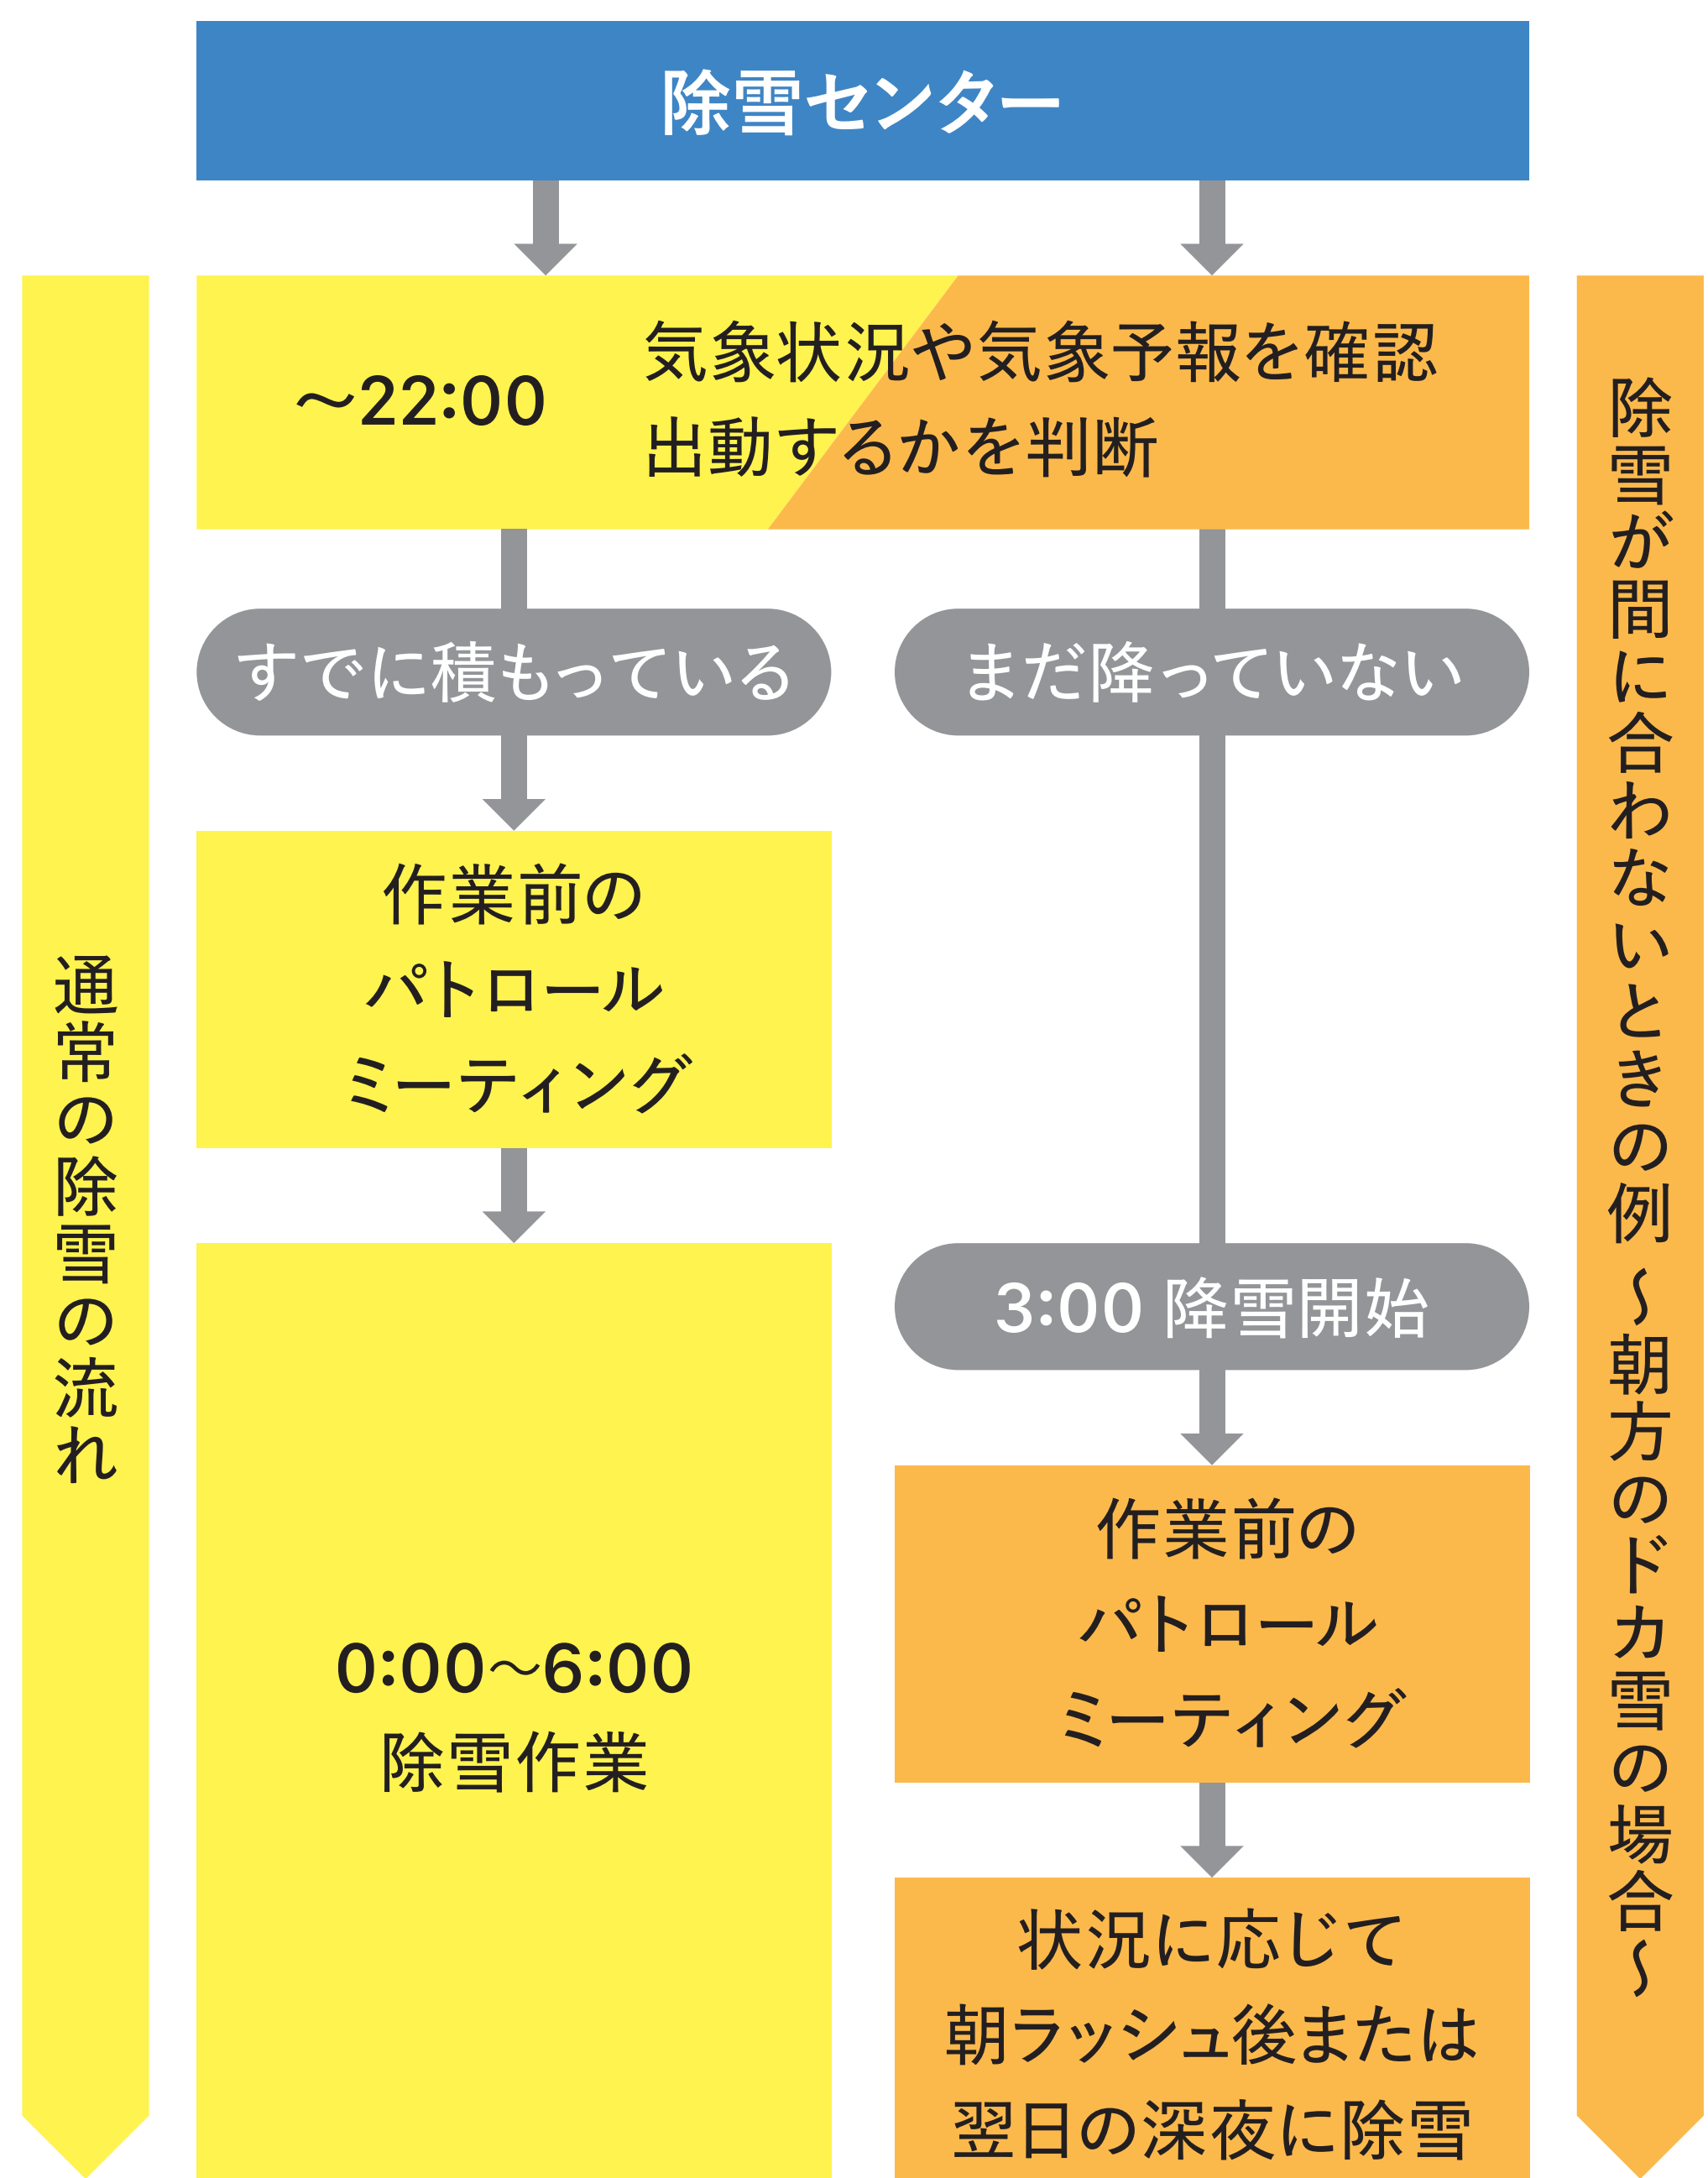 除雪センター
～22:00
気象状況や気象予報を確認
出動するかを判断
すでに積もっている
まだ降っていない
作業前の
パトロール
ミーティング
0:00～6:00
除雪作業
3:00 降雪開始
作業前の
パトロール
ミーティング
状況に応じて
朝ラッシュ後または
翌日の深夜に除雪
通常の除雪の流れ
除雪が間に合わないときの例 ～朝方のドカ雪の場合～